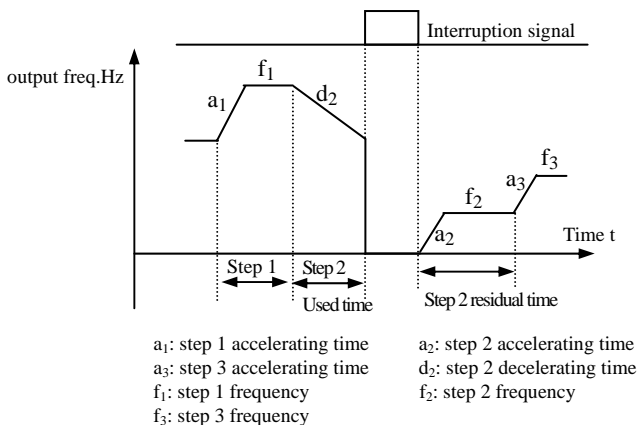 Interruption signal
output freq.Hz
f1
a1
d2
f3
a3
f2
a2
Time t
Step 1
Step 2
Used time
Step 2 residual time
a1: step 1 accelerating time
a2: step 2 accelerating time
a3: step 3 accelerating time
d2: step 2 decelerating time
f1: step 1 frequency
f2: step 2 frequency
f3: step 3 frequency